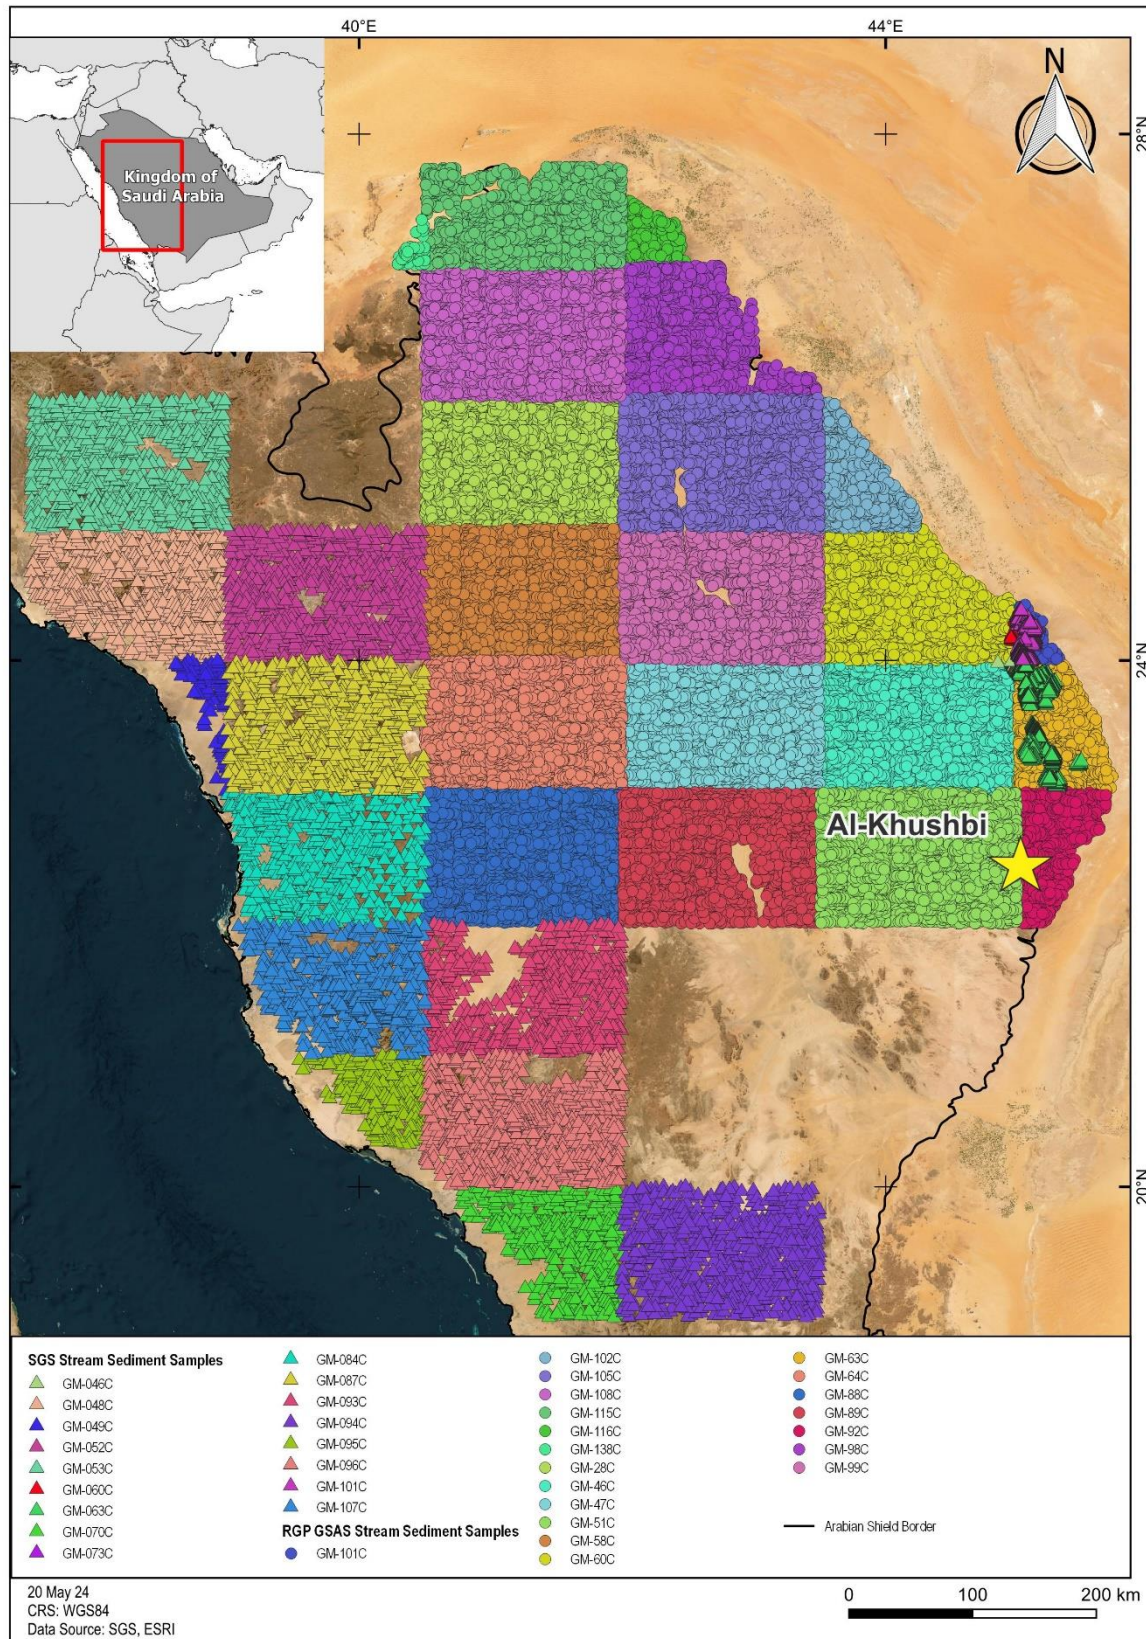 40°E
44°E
Kingdom of
Saudi Arabia
N
28°N
24°N
20°N
Al-Khushbi
SGS Stream Sediment Samples
GM-046C
GM-048C
GM-049C
GM-052C
GM-053C
GM-060C
GM-063C
GM-070C
GM-073C
GM-084C
GM-087C
GM-093C
GM-094C
GM-095C
GM-096C
GM-101C
GM-107C
RGP GSAS Stream Sediment Samples
GM-101C
GM-102C
GM-105C
GM-108C
GM-115C
GM-116C
GM-138C
GM-28C
GM-46C
GM-47C
GM-51C
GM-58C
GM-60C
GM-63C
GM-64C
GM-88C
GM-89C
GM-92C
GM-98C
GM-99C
Arabian Shield Border
20 May 24
CRS: WGS84
Data Source: SGS, ESRI
0 100 200 km